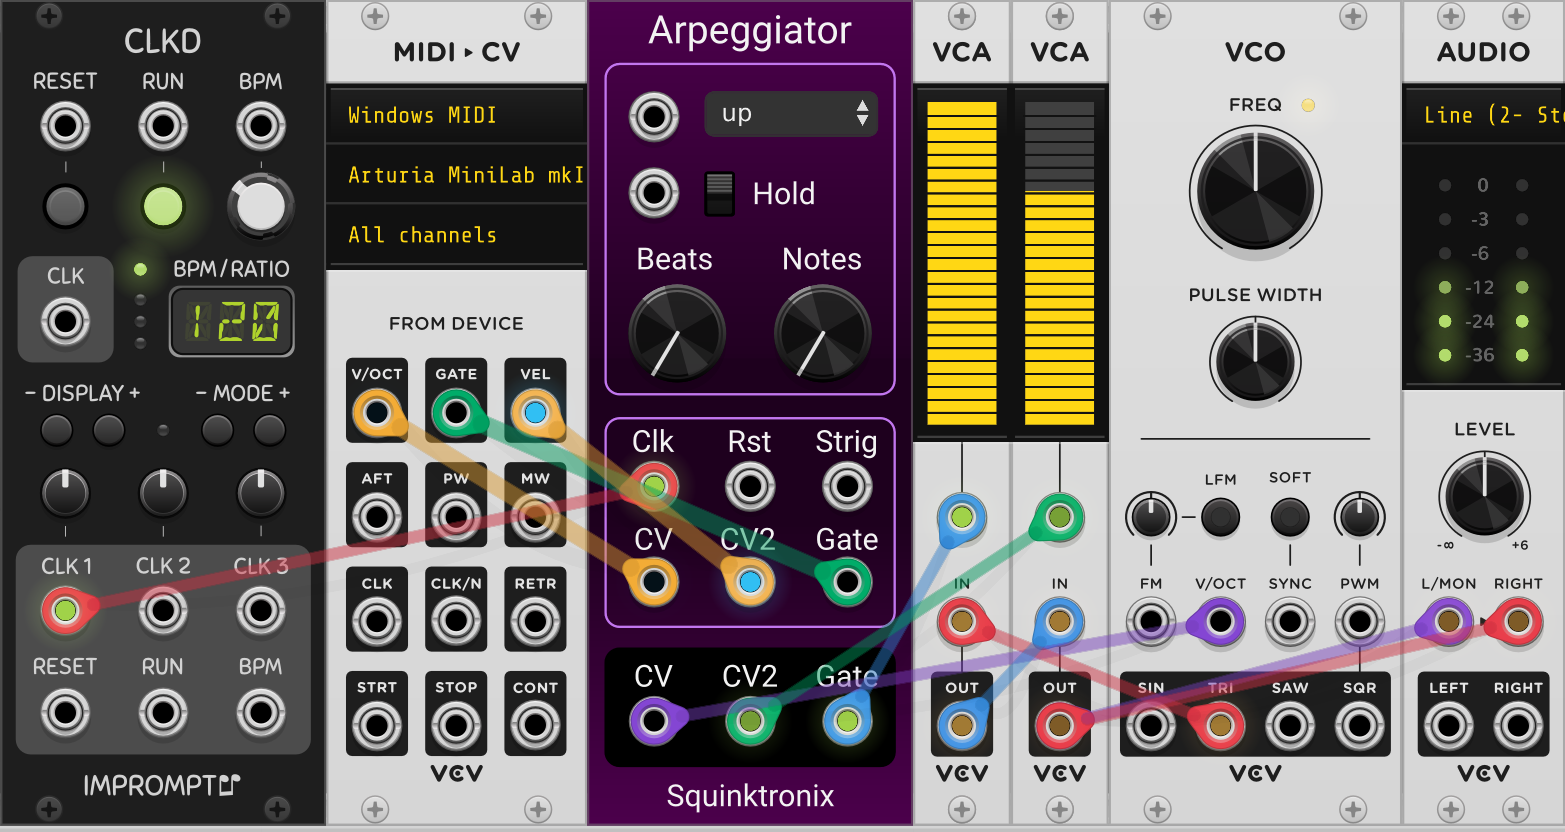 CLKD
RESET RUN BPM
CLK
BPM/RATIO
120
- DISPLAY + - MODE +
CLK 1 CLK 2 CLK 3
RESET RUN BPM
IMPROMPT
MIDI ▸ CV
Windows MIDI
Arturia MiniLab mkI
All channels
FROM DEVICE
V/OCT GATE VEL
AFT PW MW
CLK CLK/N RETR
STRT STOP CONT
VCV
Arpeggiator
up
Hold
Beats Notes
Clk Rst Strig
CV CV2 Gate
CV CV2 Gate
Squinktronix
VCA
IN
OUT
VCV
VCA
IN
OUT
VCV
VCO
FREQ
PULSE WIDTH
LFM SOFT
FM V/OCT SYNC PWM
SIN TRI SAW SQR
VCV
AUDIO
Line (2- Ste
0
-3
-6
-12
-24
-36
LEVEL
-∞ +6
L/MON RIGHT
LEFT RIGHT
VCV